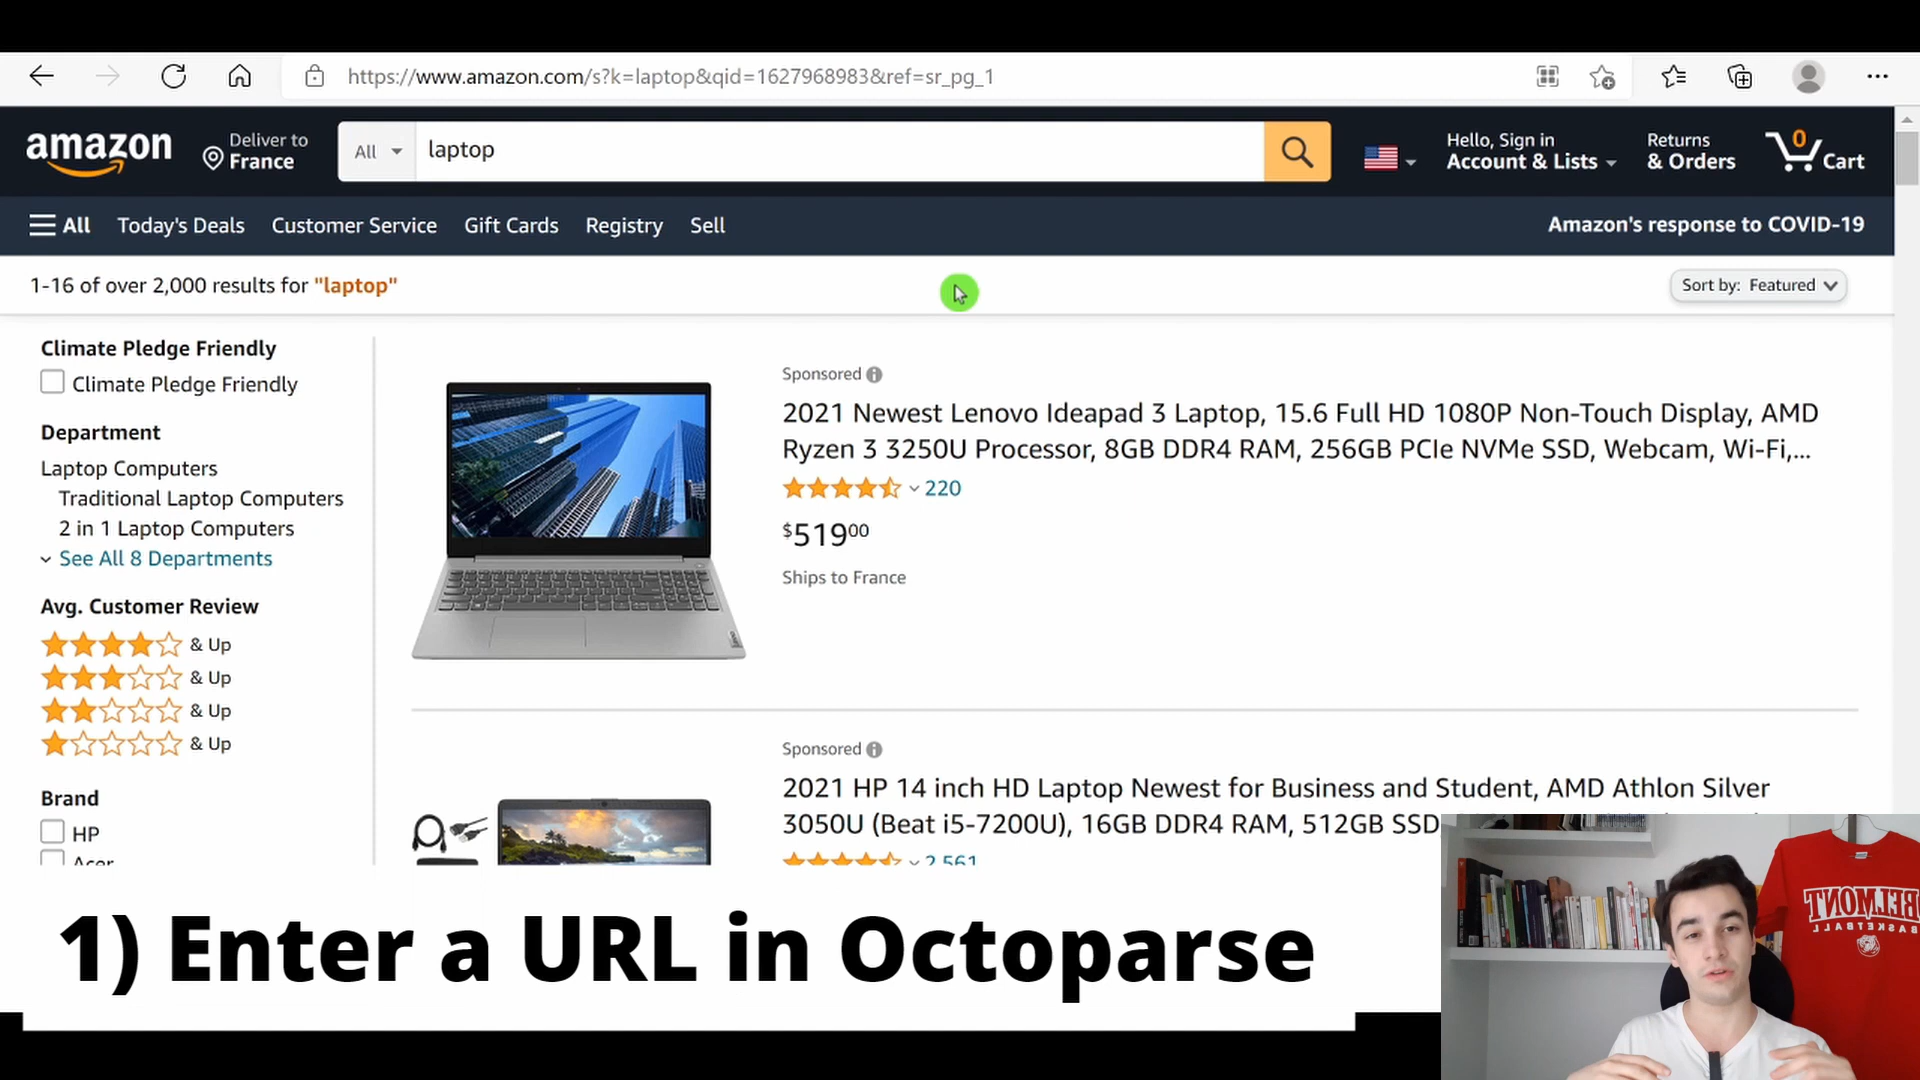 https://www.amazon.com/s?k=laptop&qid=1627968983&ref=sr_pg_1
amazon
Deliver to
France
All
laptop
Hello, Sign in
Account & Lists
Returns
& Orders
0
Cart
All
Today's Deals
Customer Service
Gift Cards
Registry
Sell
Amazon's response to COVID-19
1-16 of over 2,000 results for "laptop"
Sort by: Featured
Climate Pledge Friendly
Climate Pledge Friendly
Department
Laptop Computers
Traditional Laptop Computers
2 in 1 Laptop Computers
See All 8 Departments
Avg. Customer Review
& Up
& Up
& Up
& Up
Brand
HP
Acer
Sponsored
2021 Newest Lenovo Ideapad 3 Laptop, 15.6 Full HD 1080P Non-Touch Display, AMD
Ryzen 3 3250U Processor, 8GB DDR4 RAM, 256GB PCIe NVMe SSD, Webcam, Wi-Fi,...
220
$519.00
Ships to France
Sponsored
2021 HP 14 inch HD Laptop Newest for Business and Student, AMD Athlon Silver
3050U (Beat i5-7200U), 16GB DDR4 RAM, 512GB SSD
2,561
1) Enter a URL in Octoparse
BELMONT
BASKETBALL